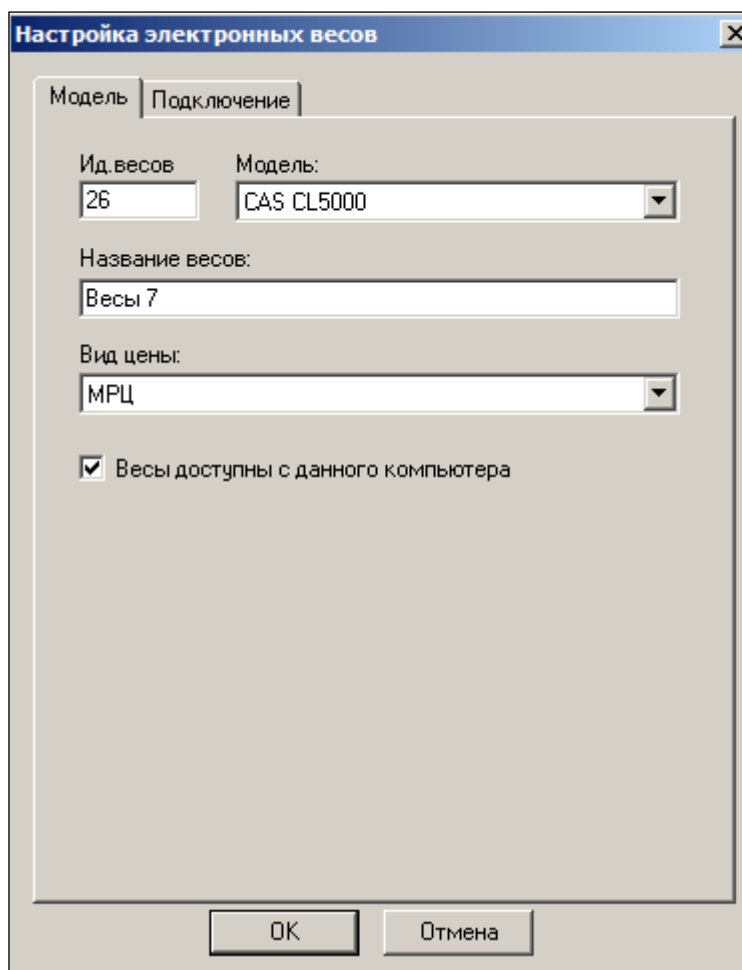 Настройка электронных весов
Модель Подключение
Ид.весов Модель:
26 CAS CL5000
Название весов:
Весы 7
Вид цены:
МРЦ
Весы доступны с данного компьютера
OK Отмена